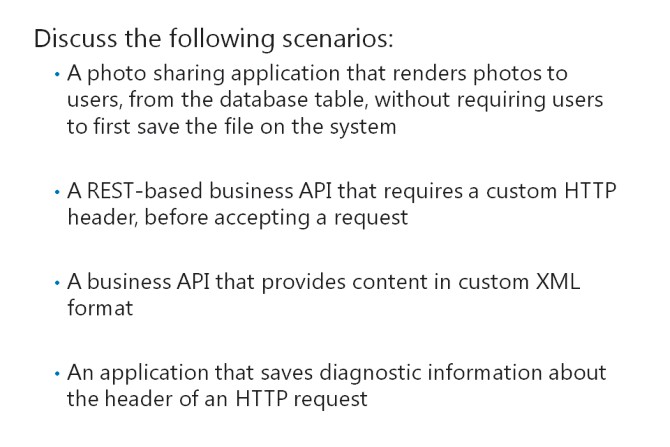 Discuss the following scenarios:
• A photo sharing application that renders photos to
users, from the database table, without requiring users
to first save the file on the system
• A REST-based business API that requires a custom HTTP
header, before accepting a request
• A business API that provides content in custom XML
format
• An application that saves diagnostic information about
the header of an HTTP request